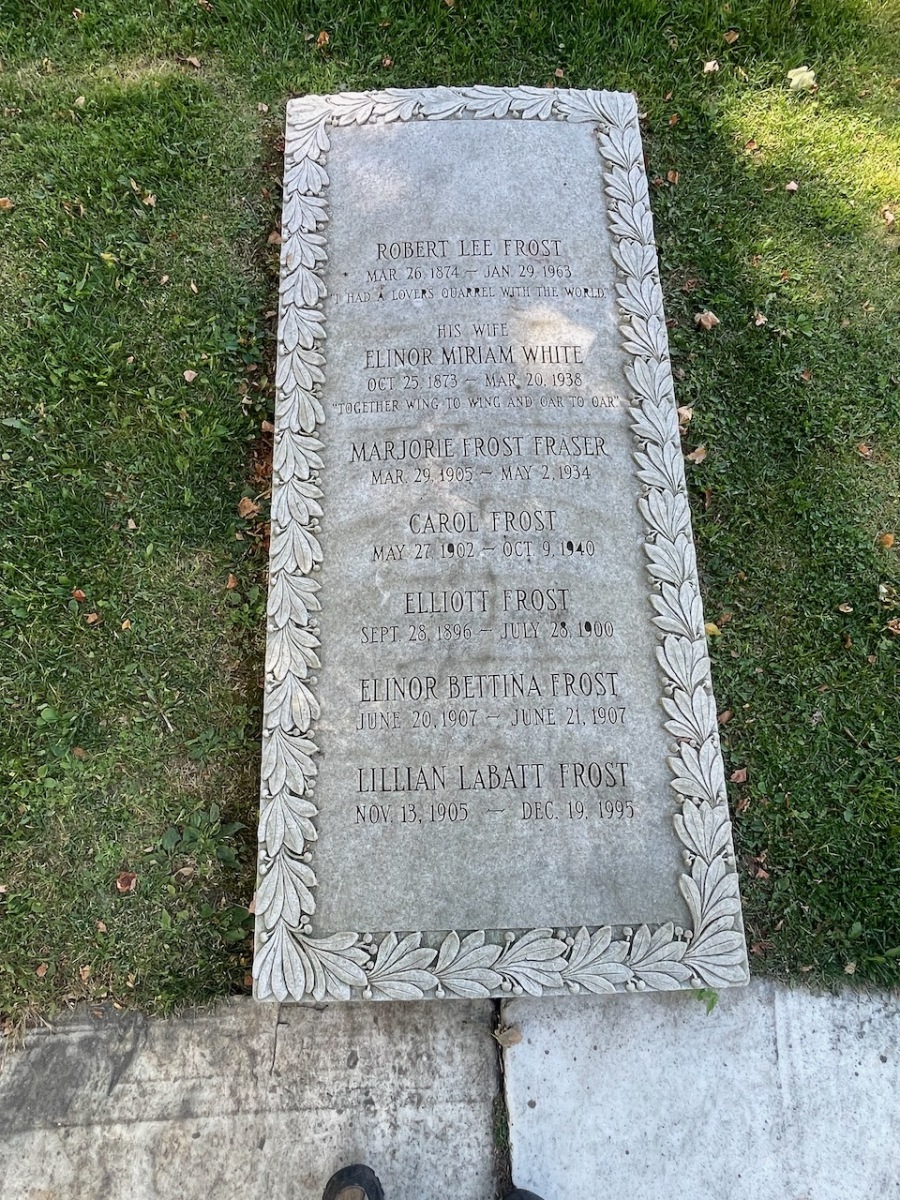 ROBERT LEE FROST
MAR. 26, 1874 — JAN. 29, 1963
"I HAD A LOVERS QUARREL WITH THE WORLD."
HIS WIFE
ELINOR MIRIAM WHITE
OCT. 25, 1873 — MAR. 20, 1938
"TOGETHER WING TO WING AND OAR TO OAR"
MARJORIE FROST FRASER
MAR. 29, 1905 — MAY 2, 1934
CAROL FROST
MAY 27, 1902 — OCT. 9, 1940
ELLIOTT FROST
SEPT. 28, 1896 — JULY 28, 1900
ELINOR BETTINA FROST
JUNE 20, 1907 — JUNE 21, 1907
LILLIAN LABATT FROST
NOV. 13, 1905 — DEC. 19, 1995